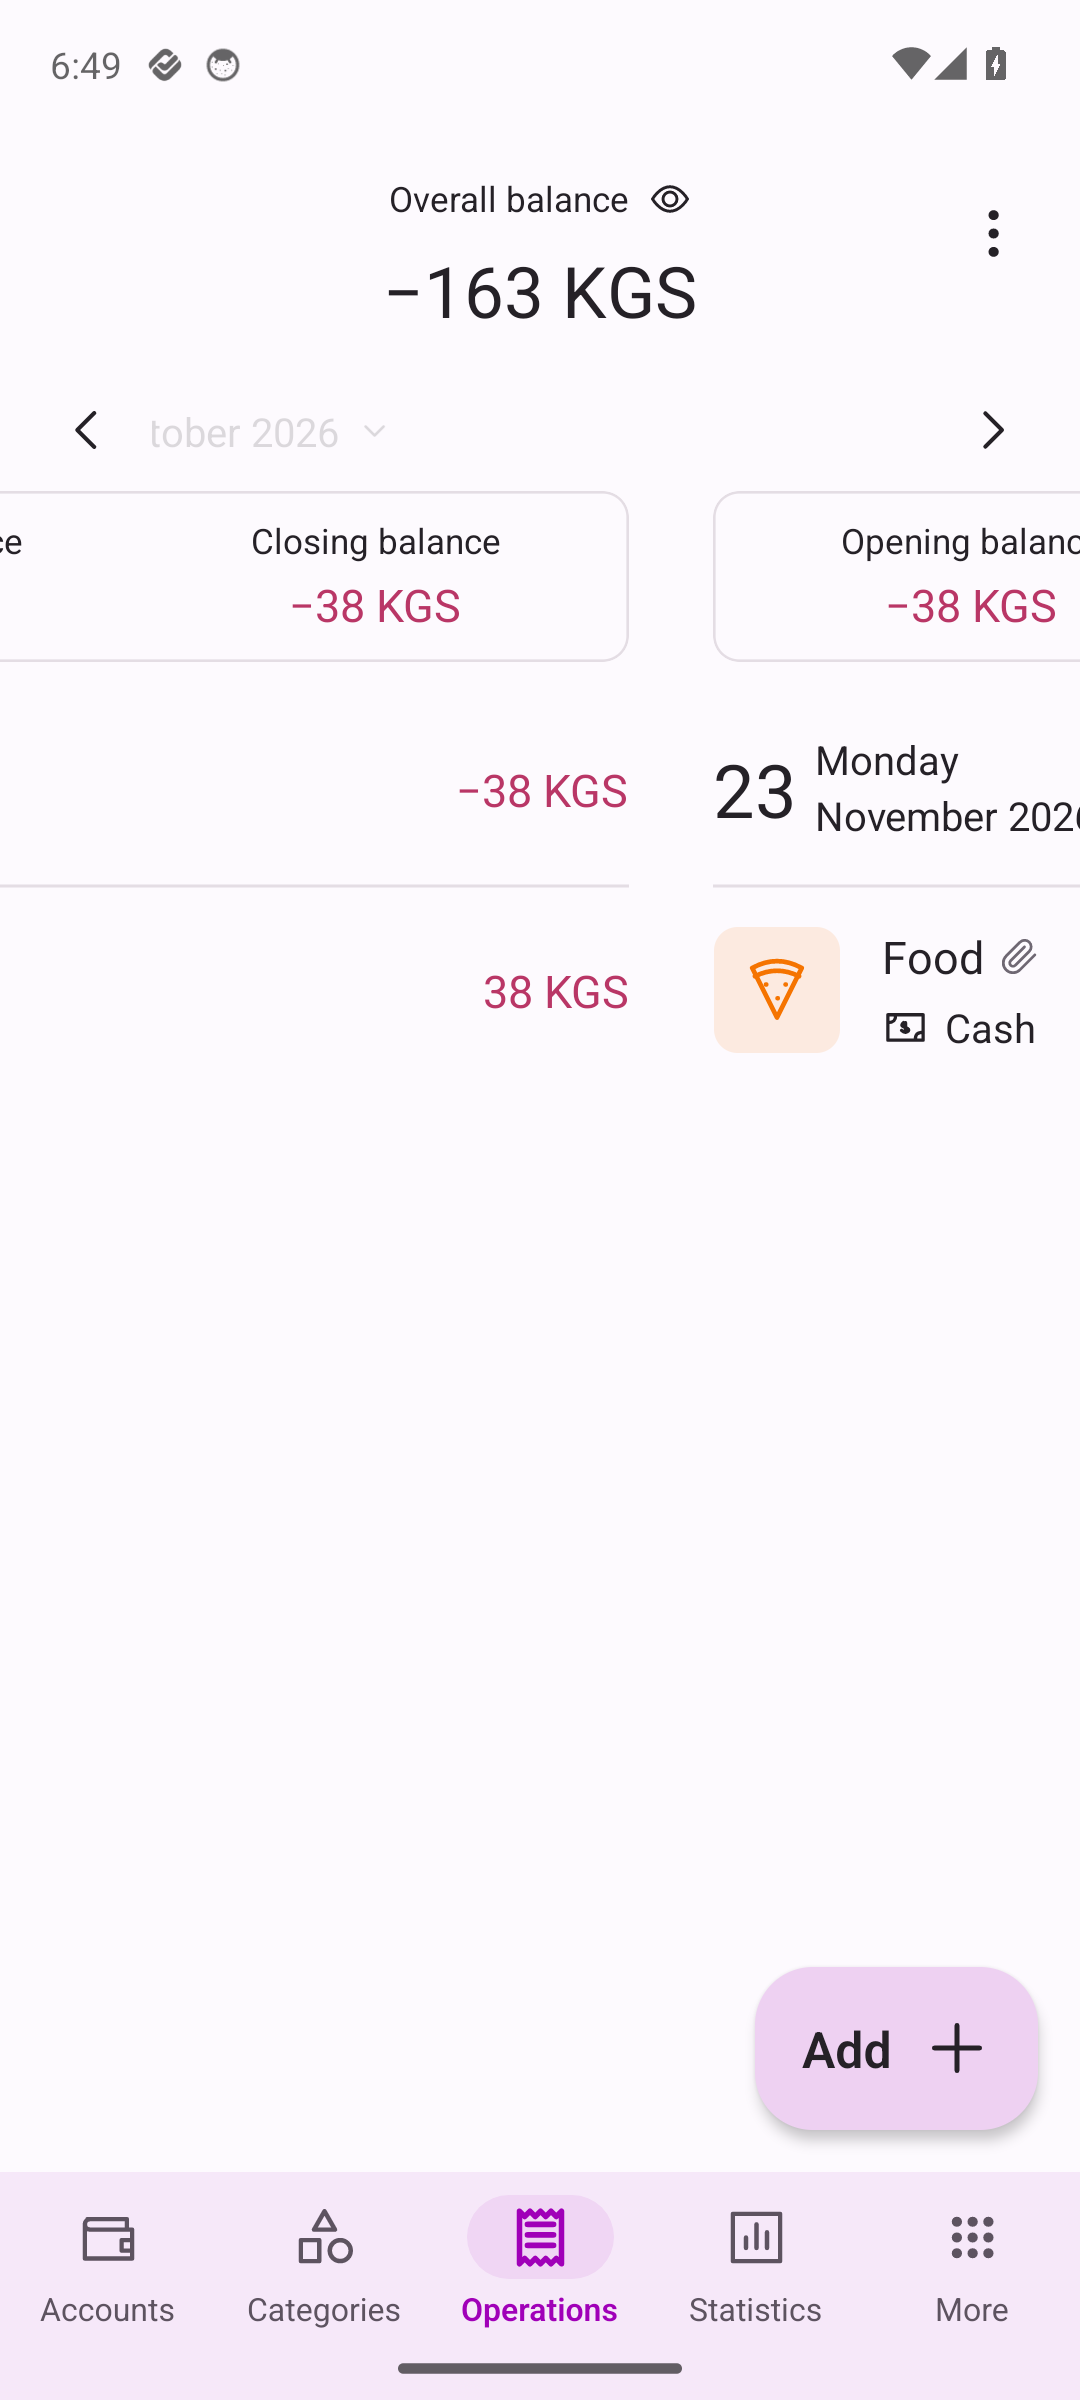 6:49
Overall balance
−163 KGS
tober 2026
ce
Closing balance
−38 KGS
Opening balanc
−38 KGS
−38 KGS
23
Monday
November 2026
38 KGS
Food
Cash
Add
Accounts
Categories
Operations
Statistics
More